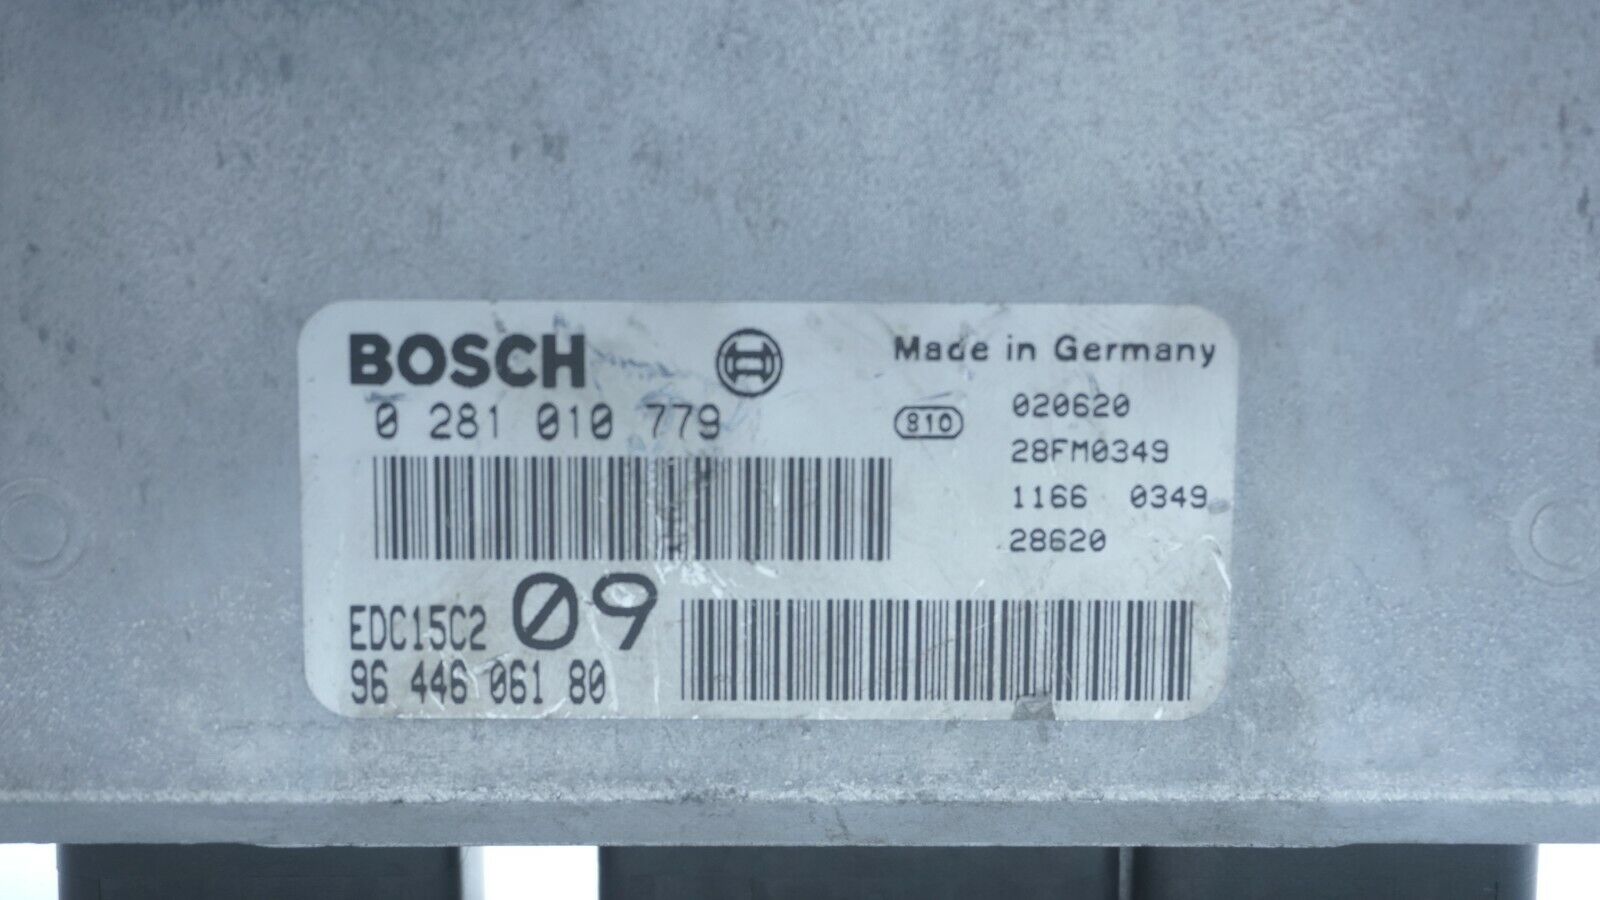 BOSCH
0 281 010 779
Made in Germany
810
020620
28FM0349
1166 0349
28620
EDC15C2 09
96 446 061 80